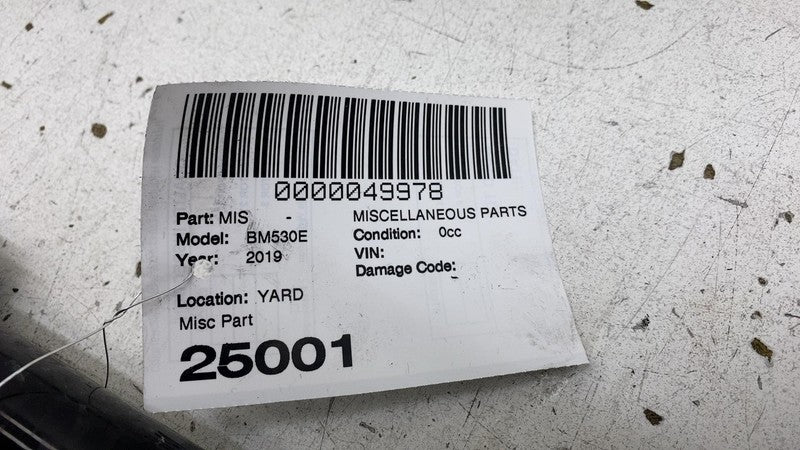 0000049978
Part: MIS - MISCELLANEOUS PARTS
Model: BM530E Condition: 0cc
Year: 2019 VIN:
Damage Code:
Location: YARD
Misc Part
25001